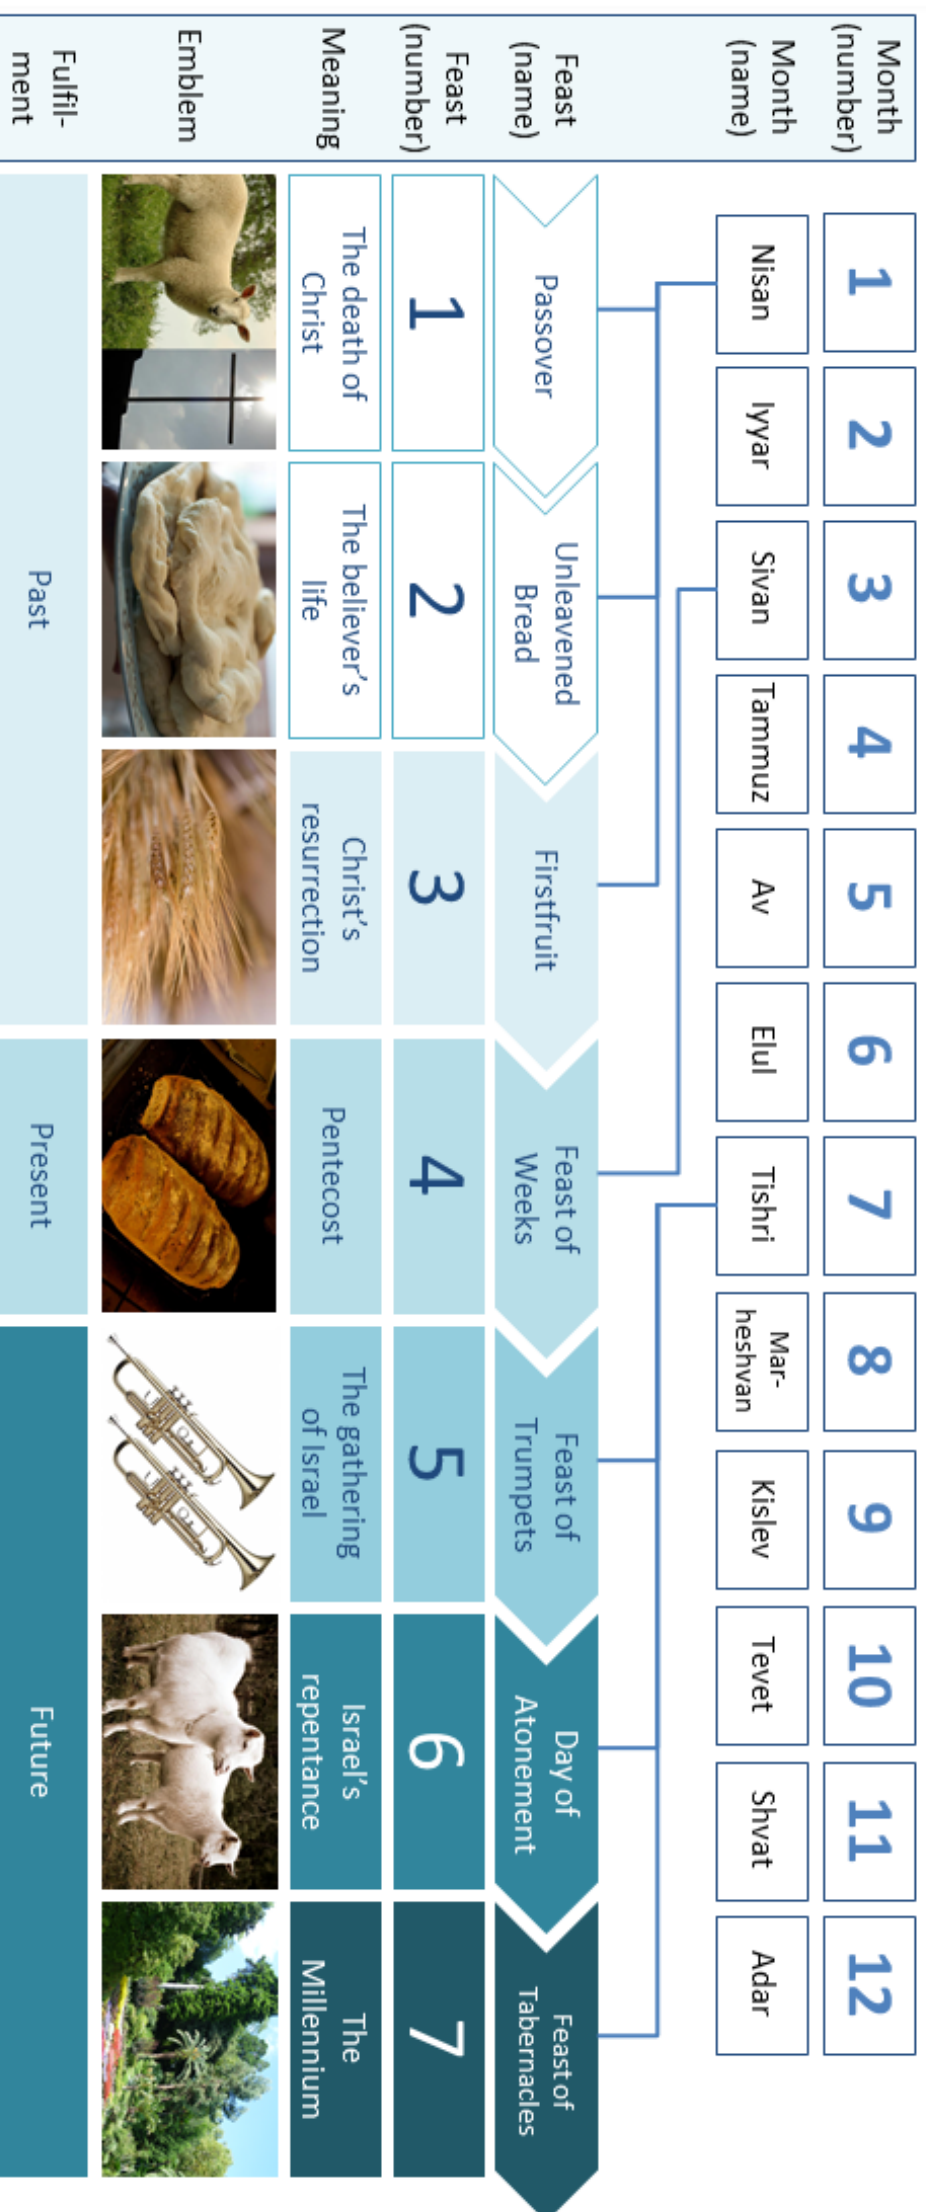 Month
(number)
1
2
3
4
5
6
7
8
9
10
11
12
Month
(name)
Nisan
Iyyar
Sivan
Tammuz
Av
Elul
Tishri
Mar-
heshvan
Kislev
Tevet
Shvat
Adar
Feast
(name)
Passover
Unleavened
Bread
Firstfruit
Feast of
Weeks
Feast of
Trumpets
Day of
Atonement
Feast of
Tabernacles
Feast
(number)
1
2
3
4
5
6
7
Meaning
The death of
Christ
The believer's
life
Christ's
resurrection
Pentecost
The gathering
of Israel
Israel's
repentance
The
Millennium
Emblem
Fulfil-
ment
Past
Present
Future